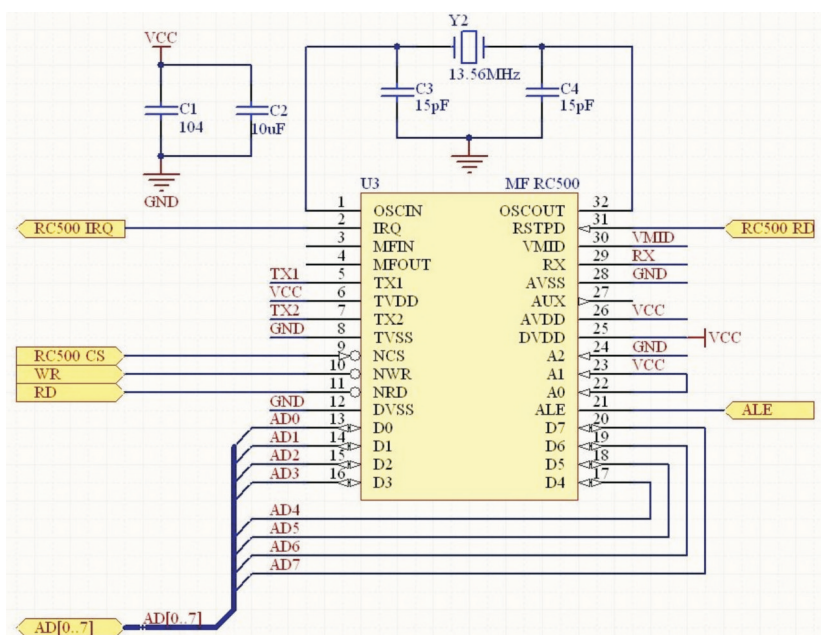 Y2
VCC
13.56MHz
C1
104
C2
10uF
C3
15pF
C4
15pF
GND
U3
MF RC500
1 OSCIN
OSCOUT 32
2 IRQ
RSTPD 31
3 MFIN
VMID 30
4 MFOUT
RX 29
5 TX1
AVSS 28
6 TVDD
AUX 27
7 TX2
AVDD 26
8 TVSS
DVDD 25
9 NCS
A2 24
10 NWR
A1 23
11 NRD
A0 22
12 DVSS
ALE 21
13 D0
D7 20
14 D1
D6 19
15 D2
D5 18
16 D3
D4 17
RC500 IRQ
RC500 RD
VMID
RX
TX1
GND
VCC
TX2
VCC
GND
VCC
RC500 CS
GND
WR
VCC
RD
GND
ALE
AD0
AD1
AD2
AD3
AD4
AD5
AD6
AD7
AD[0..7]
AD[0..7]